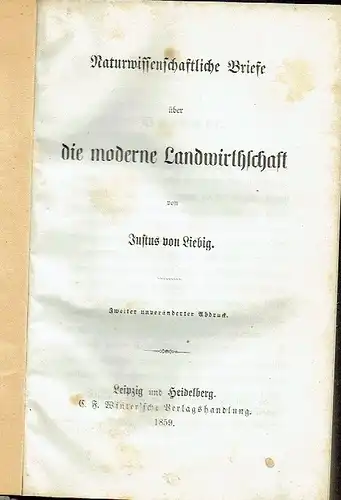 Naturwissenschaftliche Briefe
über
die moderne Landwirthschaft
von
Justus von Liebig.
Zweiter unveränderter Abdruck.
Leipzig und Heidelberg.
C. F. Winter'sche Verlagshandlung.
1859.